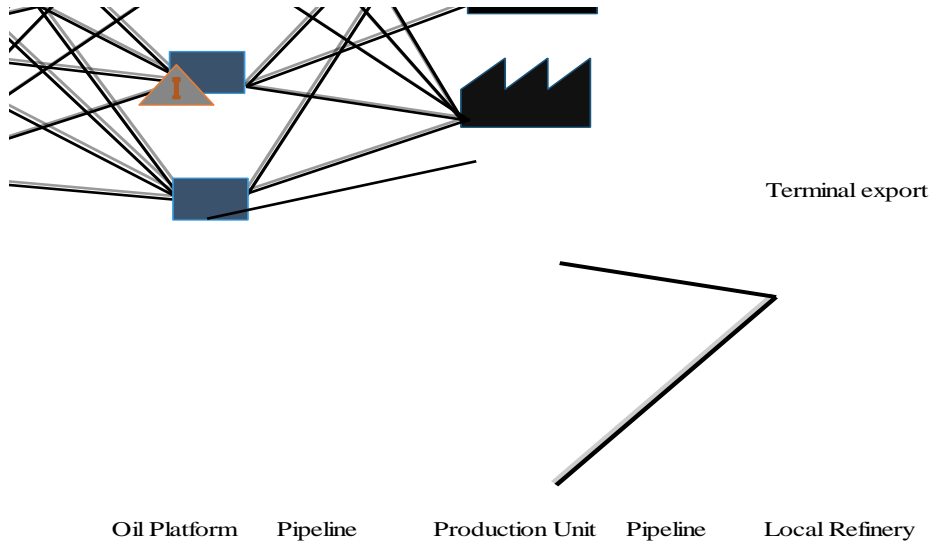 I
Terminal export
Oil Platform Pipeline Production Unit Pipeline Local Refinery